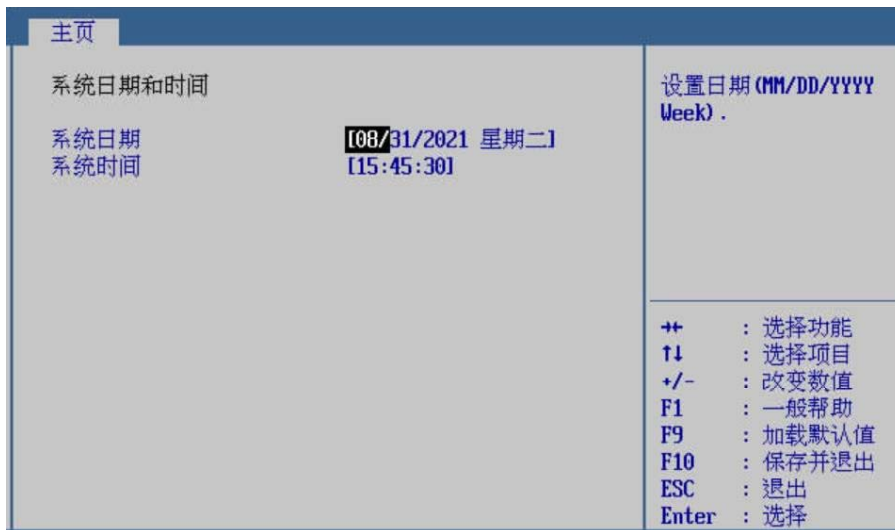 主页
系统日期和时间
系统日期 [08/31/2021 星期二]
系统时间 [15:45:30]
设置日期(MM/DD/YYYY
Week).
→← : 选择功能
↑↓ : 选择项目
+/- : 改变数值
F1 : 一般帮助
F9 : 加载默认值
F10 : 保存并退出
ESC : 退出
Enter : 选择